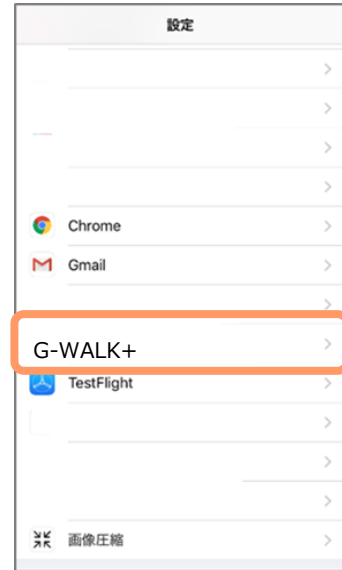 設定
Chrome
Gmail
G-WALK+
TestFlight
画像圧縮